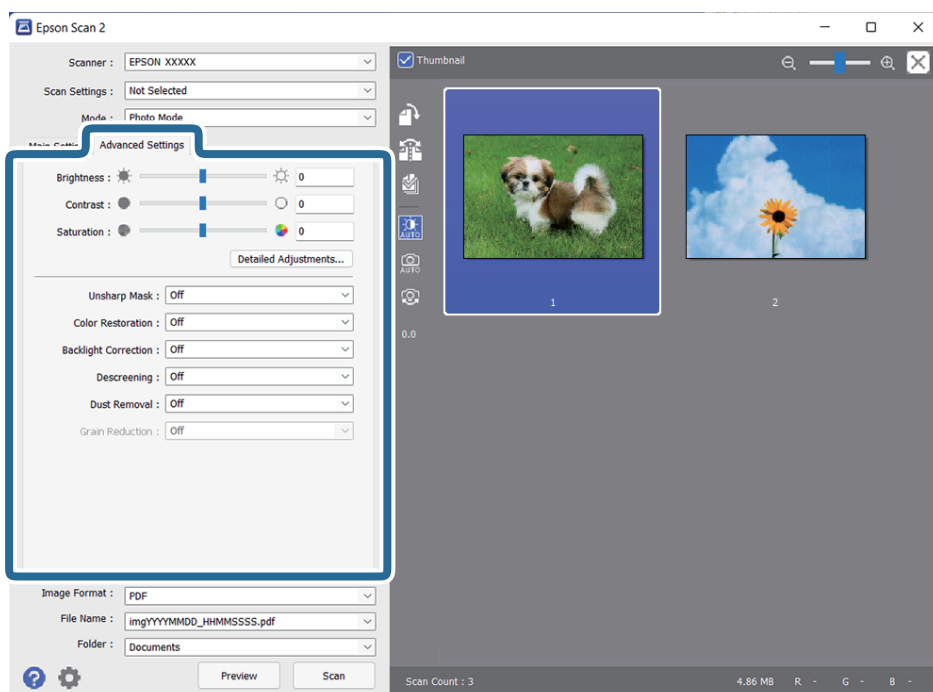 Epson Scan 2
Scanner : EPSON XXXXX
Scan Settings : Not Selected
Mode : Photo Mode
Advanced Settings
Brightness : 0
Contrast : 0
Saturation : 0
Detailed Adjustments...
Unsharp Mask : Off
Color Restoration : Off
Backlight Correction : Off
Descreening : Off
Dust Removal : Off
Grain Reduction : Off
Image Format : PDF
File Name : imgYYYYMMDD_HHMMSSSS.pdf
Folder : Documents
Preview Scan
Thumbnail
AUTO
AUTO
0.0
1 2
Scan Count : 3 4.86 MB R - G - B -